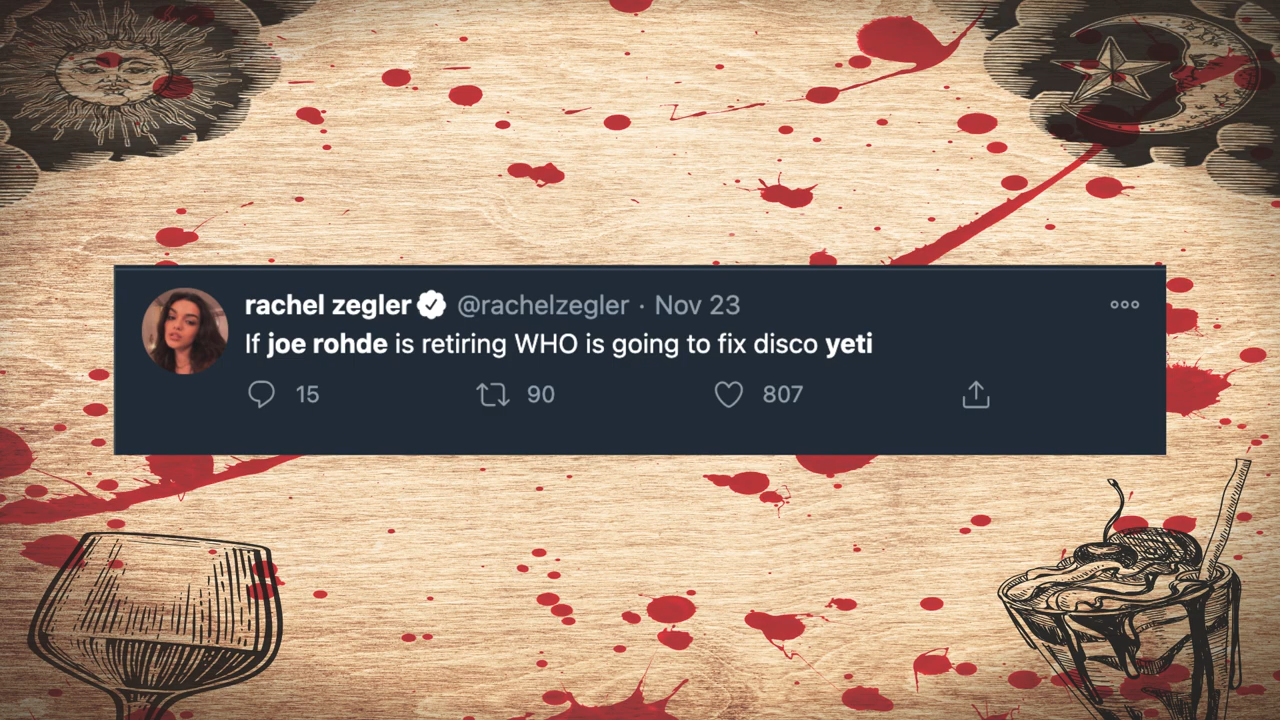 rachel zegler @rachelzegler · Nov 23
If joe rohde is retiring WHO is going to fix disco yeti
15 90 807